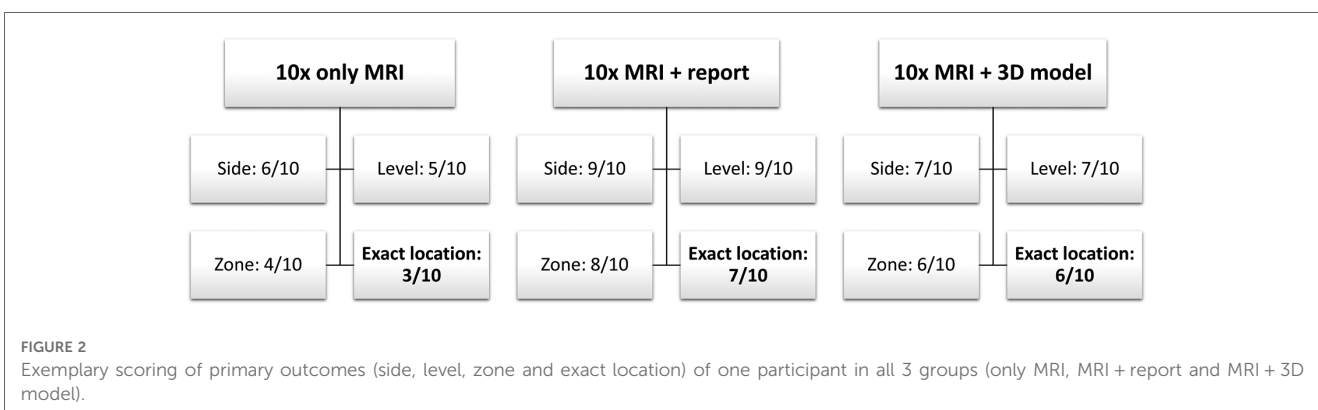 10x only MRI
Side: 6/10
Level: 5/10
Zone: 4/10
Exact location:
3/10
10x MRI + report
Side: 9/10
Level: 9/10
Zone: 8/10
Exact location:
7/10
10x MRI + 3D model
Side: 7/10
Level: 7/10
Zone: 6/10
Exact location:
6/10
FIGURE 2
Exemplary scoring of primary outcomes (side, level, zone and exact location) of one participant in all 3 groups (only MRI, MRI + report and MRI + 3D
model).